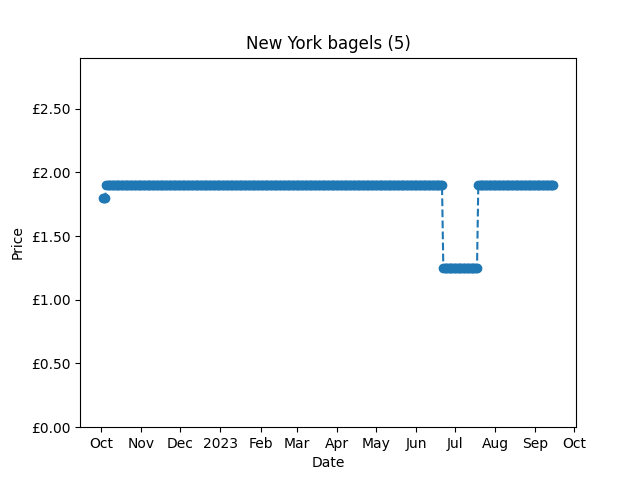 New York bagels (5)
£2.50
£2.00
£1.50
£1.00
£0.50
£0.00
Price
Oct Nov Dec 2023 Feb Mar Apr May Jun Jul Aug Sep Oct
Date